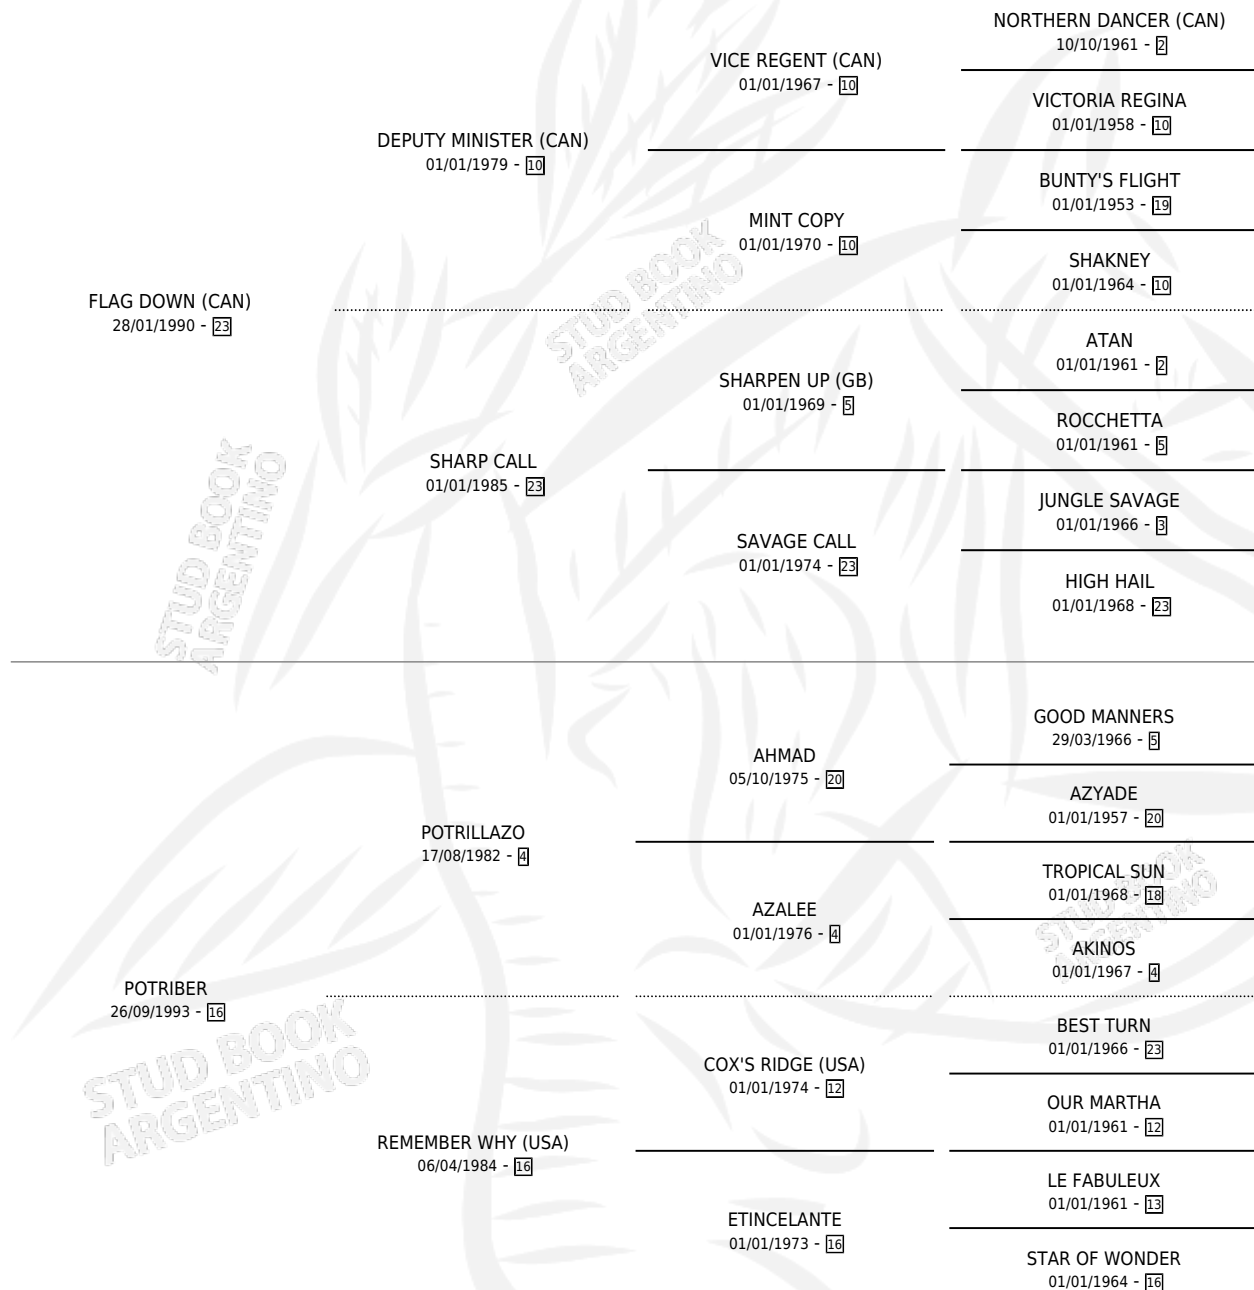 NORTHERN DANCER (CAN)
10/10/1961 - 2
VICE REGENT (CAN)
01/01/1967 - 10
VICTORIA REGINA
01/01/1958 - 10
DEPUTY MINISTER (CAN)
01/01/1979 - 10
BUNTY'S FLIGHT
01/01/1953 - 19
MINT COPY
01/01/1970 - 10
SHAKNEY
01/01/1964 - 10
FLAG DOWN (CAN)
28/01/1990 - 23
ATAN
01/01/1961 - 2
SHARPEN UP (GB)
01/01/1969 - 5
ROCCHETTA
01/01/1961 - 5
SHARP CALL
01/01/1985 - 23
JUNGLE SAVAGE
01/01/1966 - 3
SAVAGE CALL
01/01/1974 - 23
HIGH HAIL
01/01/1968 - 23
GOOD MANNERS
29/03/1966 - 5
AHMAD
05/10/1975 - 20
AZYADE
01/01/1957 - 20
POTRILLAZO
17/08/1982 - 4
TROPICAL SUN
01/01/1968 - 18
AZALEE
01/01/1976 - 4
AKINOS
01/01/1967 - 4
POTRIBER
26/09/1993 - 16
BEST TURN
01/01/1966 - 23
COX'S RIDGE (USA)
01/01/1974 - 12
OUR MARTHA
01/01/1961 - 12
REMEMBER WHY (USA)
06/04/1984 - 16
LE FABULEUX
01/01/1961 - 13
ETINCELANTE
01/01/1973 - 16
STAR OF WONDER
01/01/1964 - 16
STUD BOOK
ARGENTINO
STUD BOOK
ARGENTINO
STUD BOOK
ARGENTINO
STUD BOOK
ARGENTINO